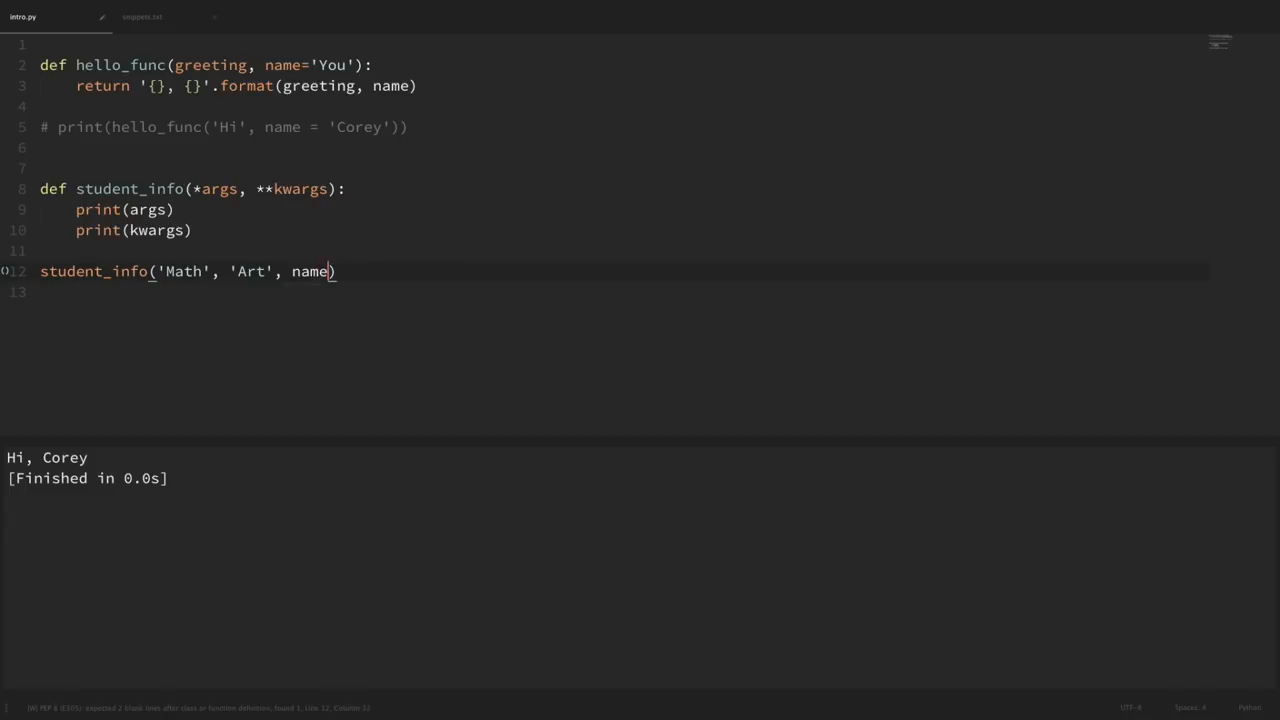 intro.py
snippets.txt
1
2 def hello_func(greeting, name='You'):
3     return '{}, {}'.format(greeting, name)
4
5 # print(hello_func('Hi', name = 'Corey'))
6
7
8 def student_info(*args, **kwargs):
9     print(args)
10     print(kwargs)
11
()12 student_info('Math', 'Art', name)
13
Hi, Corey
[Finished in 0.0s]
[W] PEP 8 (E305): expected 2 blank lines after class or function definition, found 1, Line 12, Column 32
UTF-8
Spaces: 4
Python